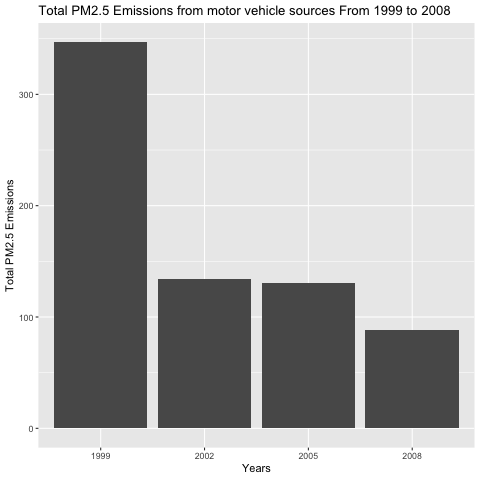 Total PM2.5 Emissions from motor vehicle sources From 1999 to 2008
Total PM2.5 Emissions
300
200
100
0
1999 2002 2005 2008
Years